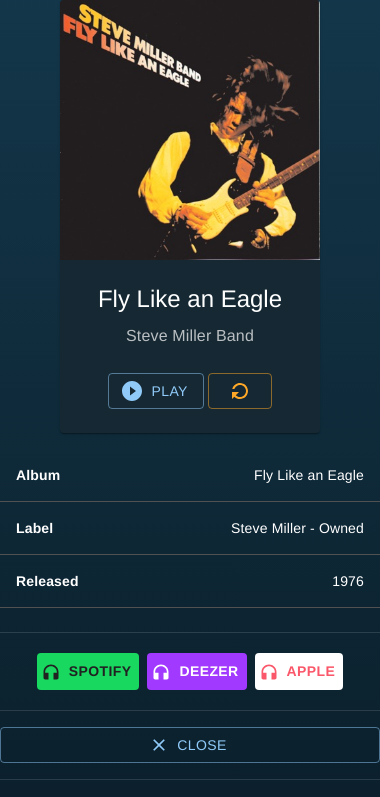 STEVE MILLER BAND
FLY LIKE AN EAGLE
Fly Like an Eagle
Steve Miller Band
PLAY
Album Fly Like an Eagle
Label Steve Miller - Owned
Released 1976
SPOTIFY DEEZER APPLE
CLOSE